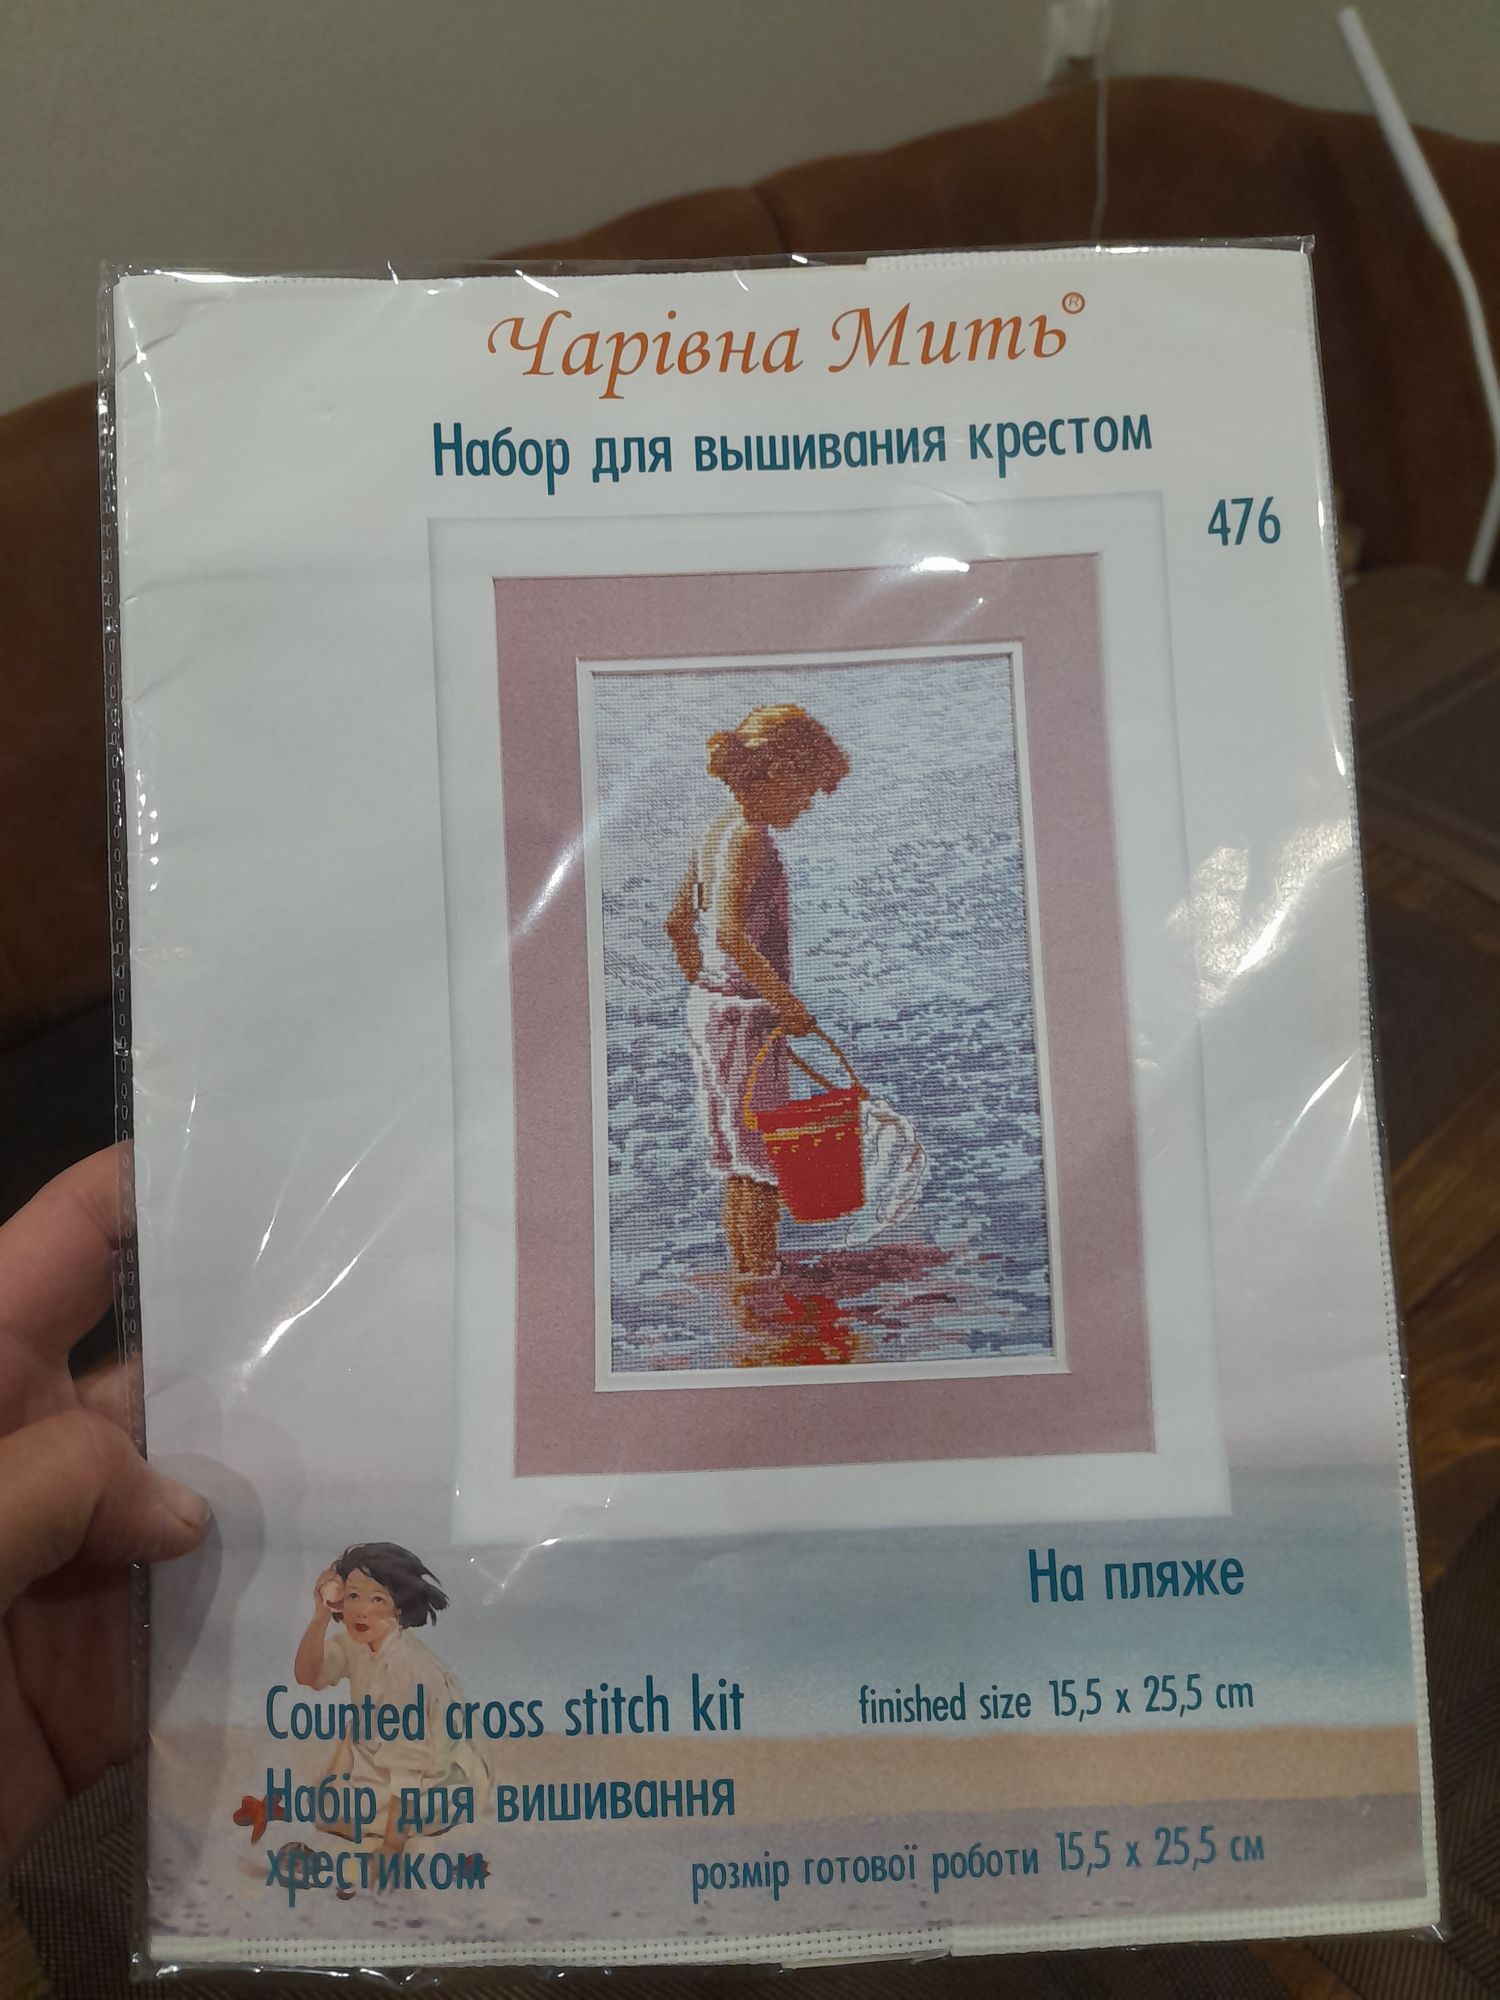 Чарівна Мить®
Набор для вышивания крестом
476
На пляже
Counted cross stitch kit
finished size 15,5 x 25,5 cm
Набір для вишивання
хрестиком
розмір готової роботи 15,5 х 25,5 см